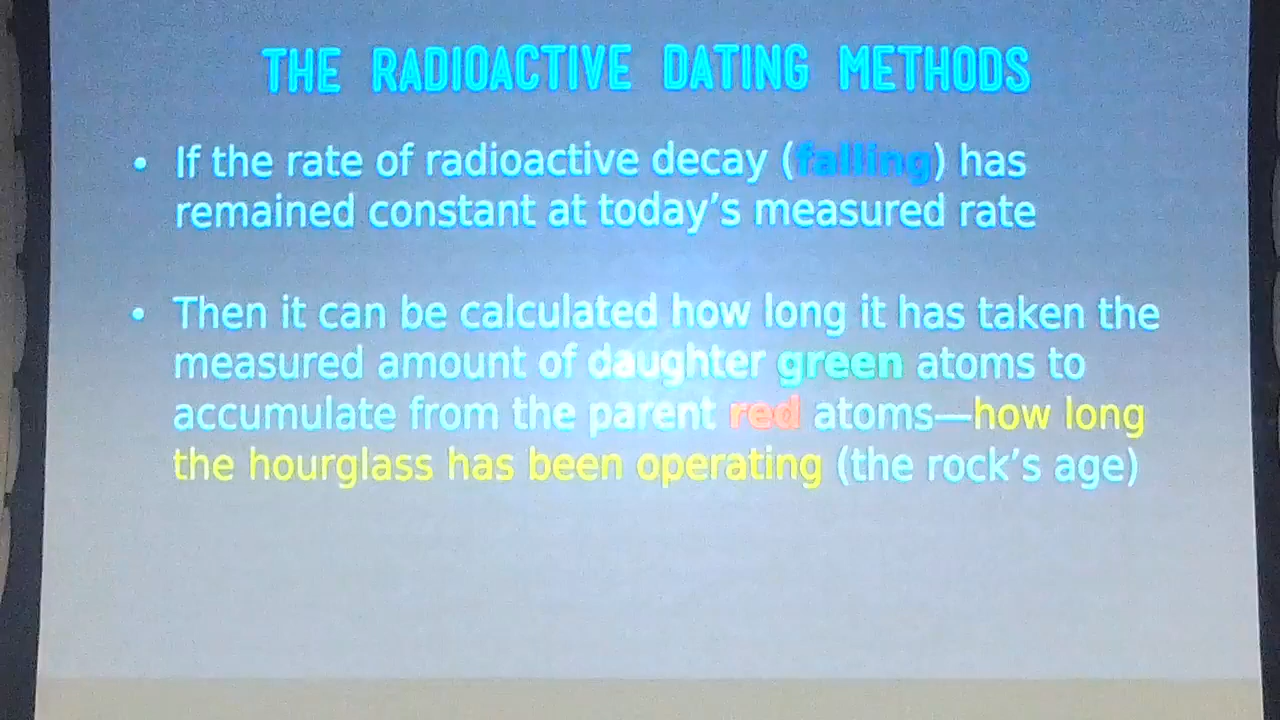 THE RADIOACTIVE DATING METHODS
• If the rate of radioactive decay (falling) has
remained constant at today’s measured rate
• Then it can be calculated how long it has taken the
measured amount of daughter green atoms to
accumulate from the parent red atoms—how long
the hourglass has been operating (the rock’s age)